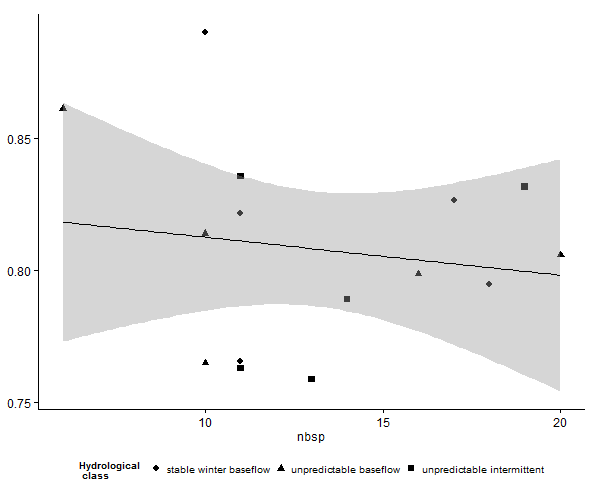 0.85
0.80
0.75
10 15 20
nbsp
Hydrological
class
stable winter baseflow unpredictable baseflow unpredictable intermittent